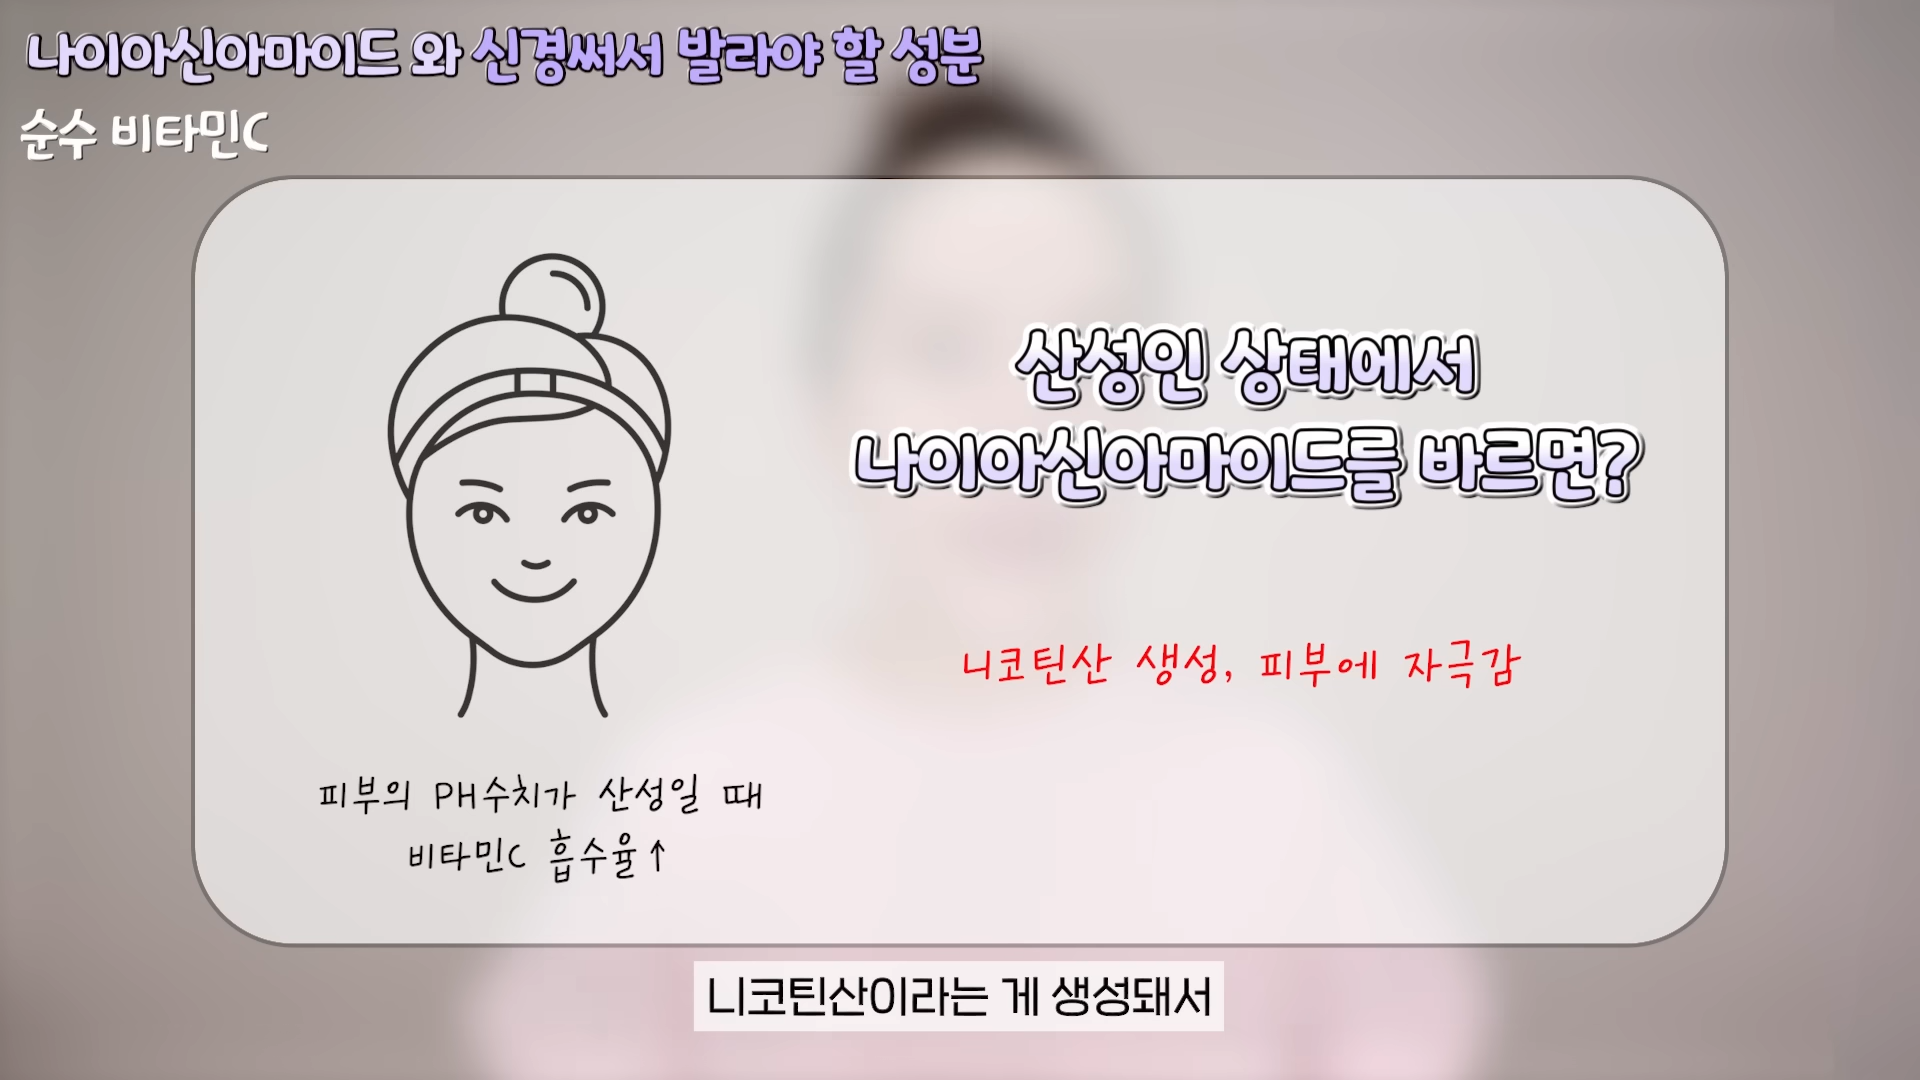 나이아신아마이드 와 신경써서 발라야 할 성분
순수 비타민C
산성인 상태에서
나이아신아마이드를 바르면?
니코틴산 생성, 피부에 자극감
피부의 PH수치가 산성일 때
비타민C 흡수율↑
니코틴산이라는 게 생성돼서